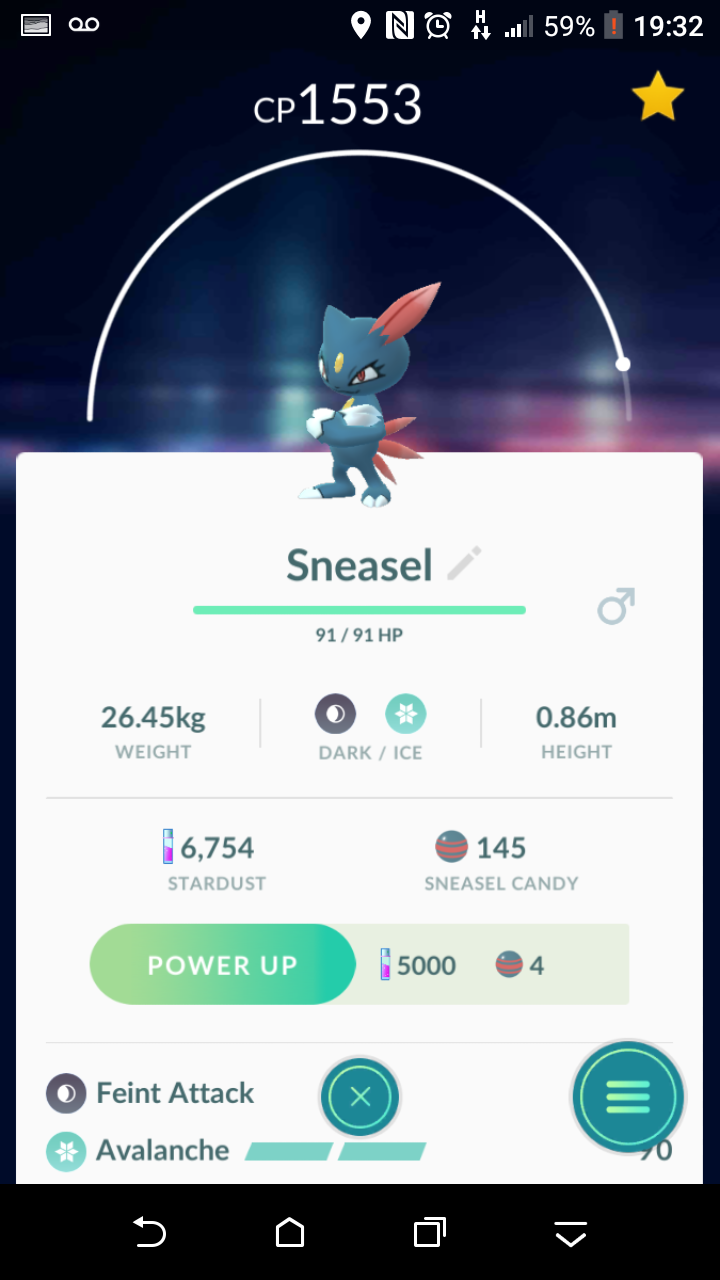 H 59% 19:32
CP1553
Sneasel
91 / 91 HP
26.45kg 0.86m
WEIGHT DARK / ICE HEIGHT
6,754 145
STARDUST SNEASEL CANDY
POWER UP 5000 4
Feint Attack
Avalanche 90